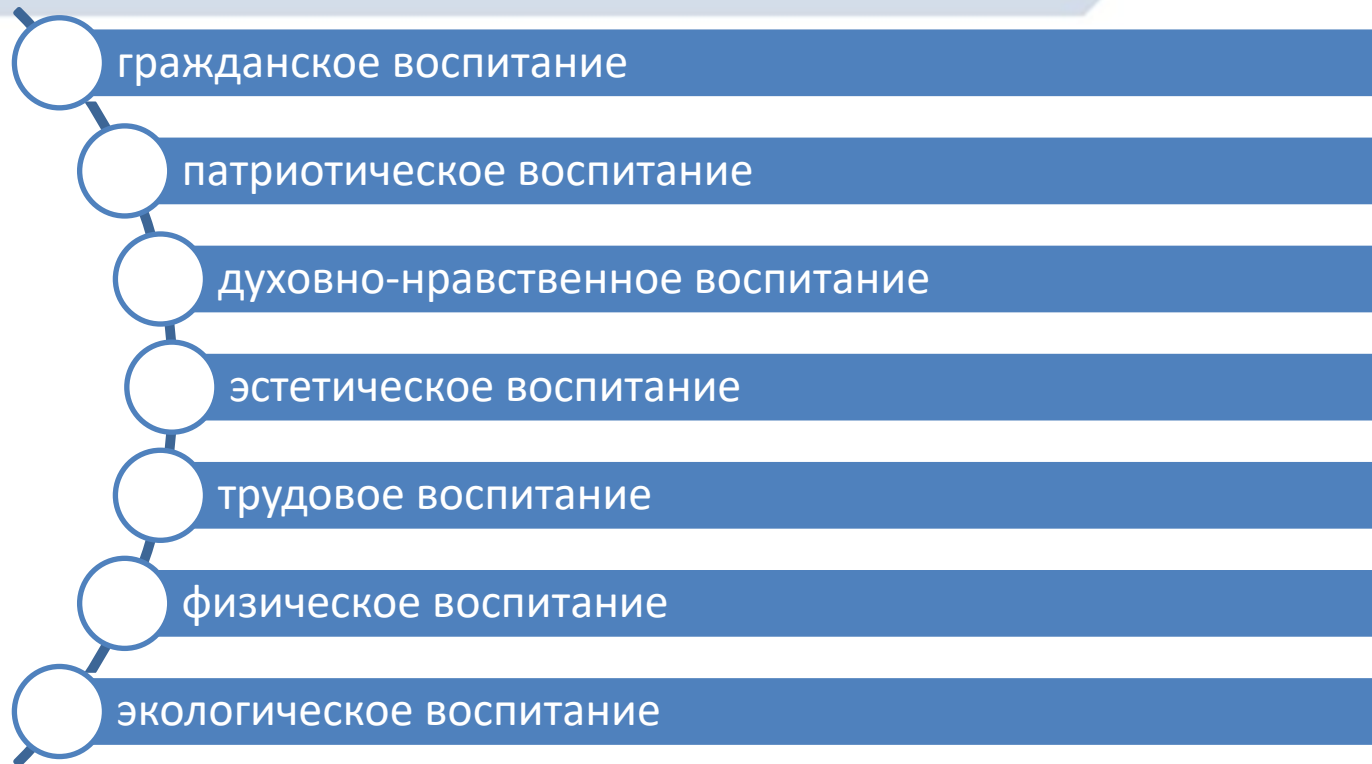 гражданское воспитание
патриотическое воспитание
духовно-нравственное воспитание
эстетическое воспитание
трудовое воспитание
физическое воспитание
экологическое воспитание